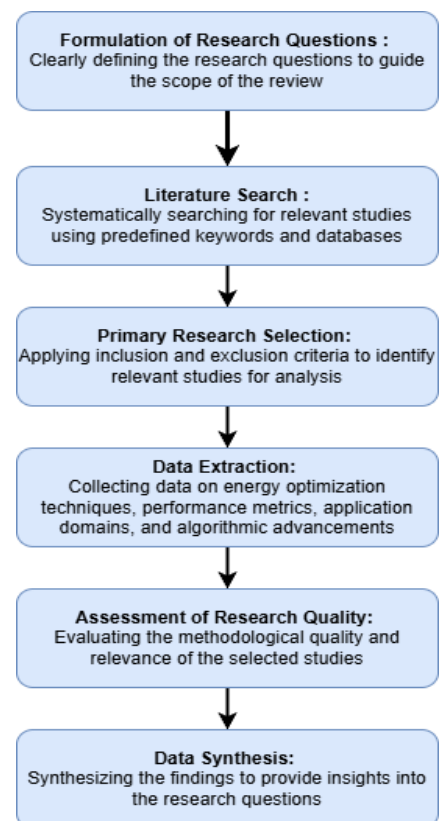 Formulation of Research Questions :
Clearly defining the research questions to guide
the scope of the review
Literature Search :
Systematically searching for relevant studies
using predefined keywords and databases
Primary Research Selection:
Applying inclusion and exclusion criteria to identify
relevant studies for analysis
Data Extraction:
Collecting data on energy optimization
techniques, performance metrics, application
domains, and algorithmic advancements
Assessment of Research Quality:
Evaluating the methodological quality and
relevance of the selected studies
Data Synthesis:
Synthesizing the findings to provide insights into
the research questions